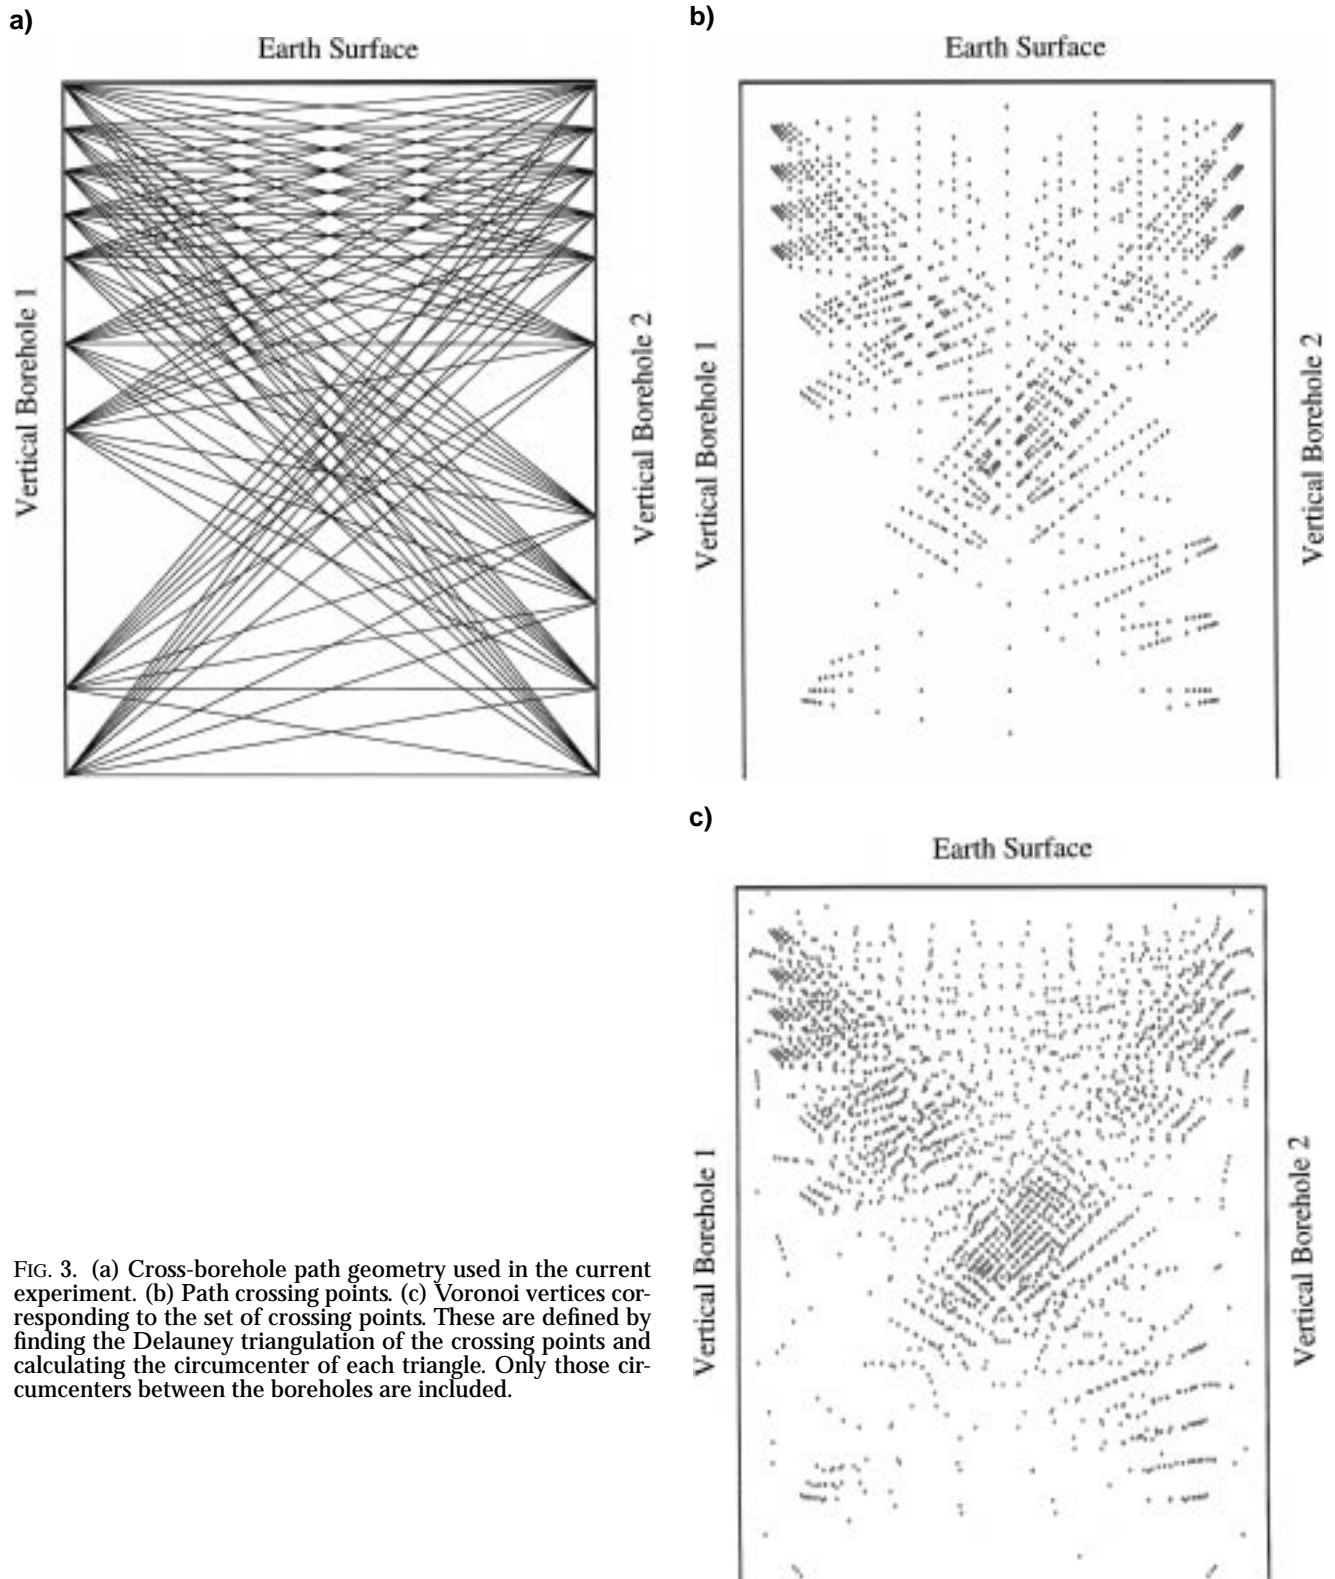 a)
Earth Surface
Vertical Borehole 1
Vertical Borehole 2
b)
Earth Surface
Vertical Borehole 1
Vertical Borehole 2
c)
Earth Surface
Vertical Borehole 1
Vertical Borehole 2
FIG. 3. (a) Cross-borehole path geometry used in the current
experiment. (b) Path crossing points. (c) Voronoi vertices cor-
responding to the set of crossing points. These are defined by
finding the Delauney triangulation of the crossing points and
calculating the circumcenter of each triangle. Only those cir-
cumcenters between the boreholes are included.